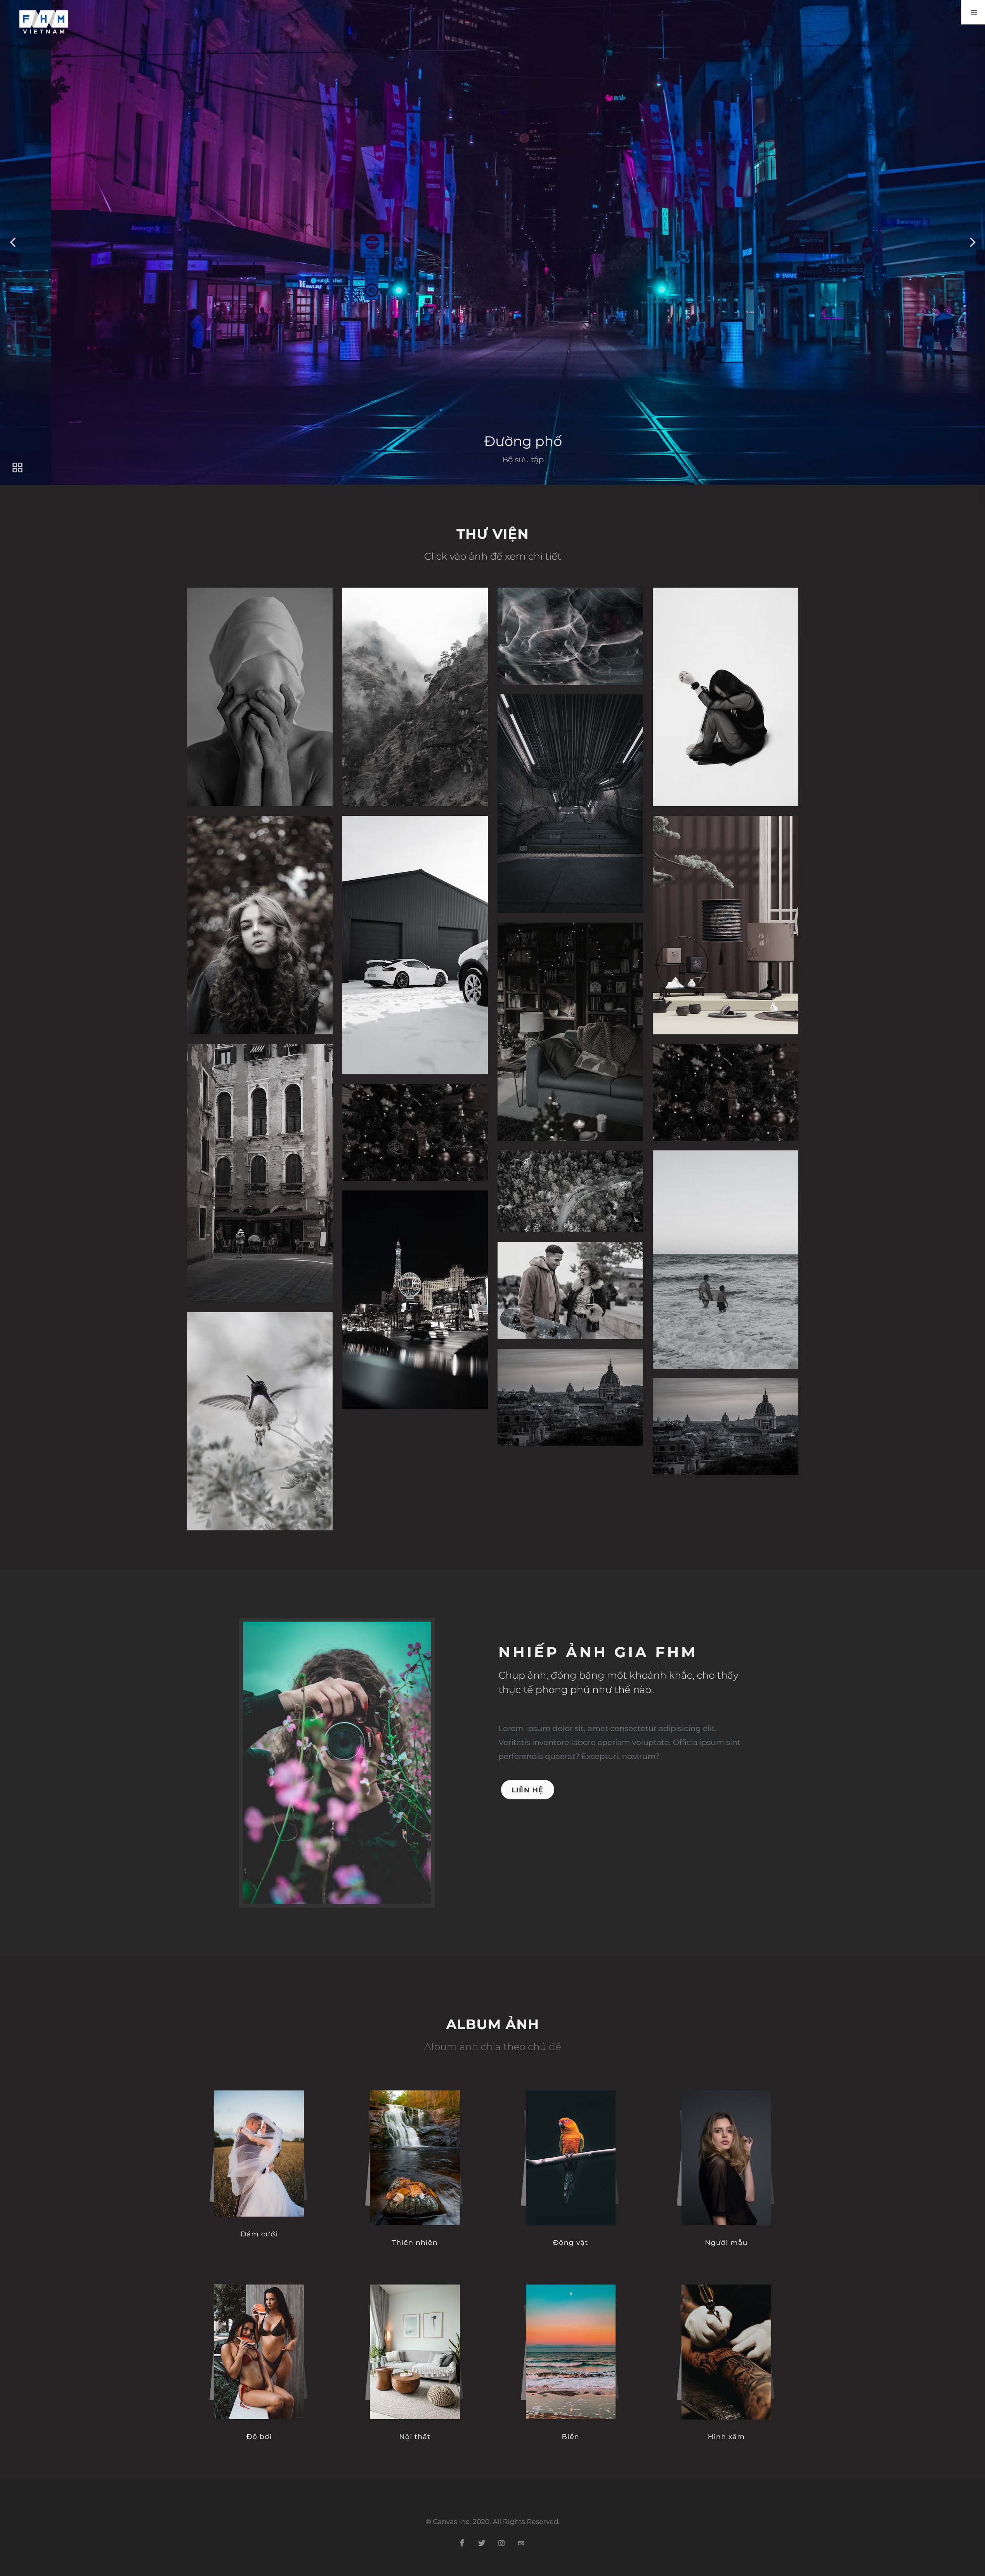 FHM
VIETNAM
Đường phố
Bộ sưu tập
THƯ VIỆN
Click vào ảnh để xem chi tiết
NHIẾP ẢNH GIA FHM
Chụp ảnh, đóng băng một khoảnh khắc, cho thấy
thực tế phong phú như thế nào..
Lorem ipsum dolor sit, amet consectetur adipisicing elit.
Veritatis inventore labore aperiam voluptate. Officia ipsum sint
perferendis quaerat? Excepturi, nostrum?
LIÊN HỆ
ALBUM ẢNH
Album ảnh chia theo chủ đề
Đám cưới
Thiên nhiên
Động vật
Người mẫu
Đồ bơi
Nội thất
Biển
Hình xăm
© Canvas Inc. 2020. All Rights Reserved.